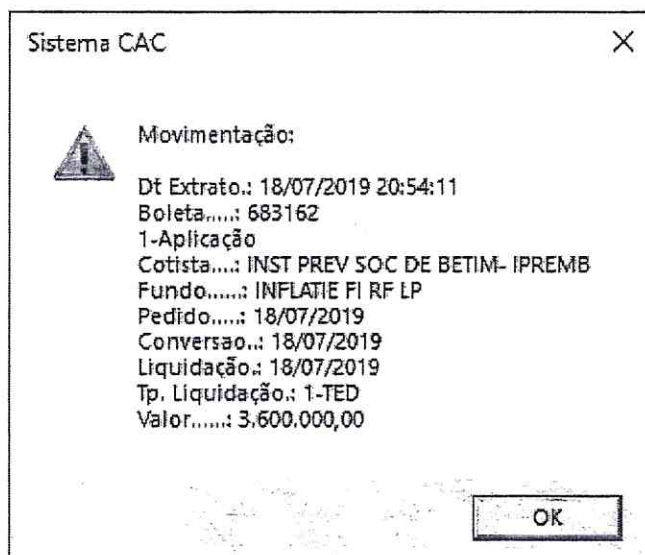 Sistema CAC
Movimentação:
Dt Extrato.: 18/07/2019 20:54:11
Boleta.....: 683162
1-Aplicação
Cotista....: INST PREV SOC DE BETIM- IPREMB
Fundo......: INFLATIE FI RF LP
Pedido.....: 18/07/2019
Conversao..: 18/07/2019
Liquidação.: 18/07/2019
Tp. Liquidação.: 1-TED
Valor......: 3.600.000,00
OK